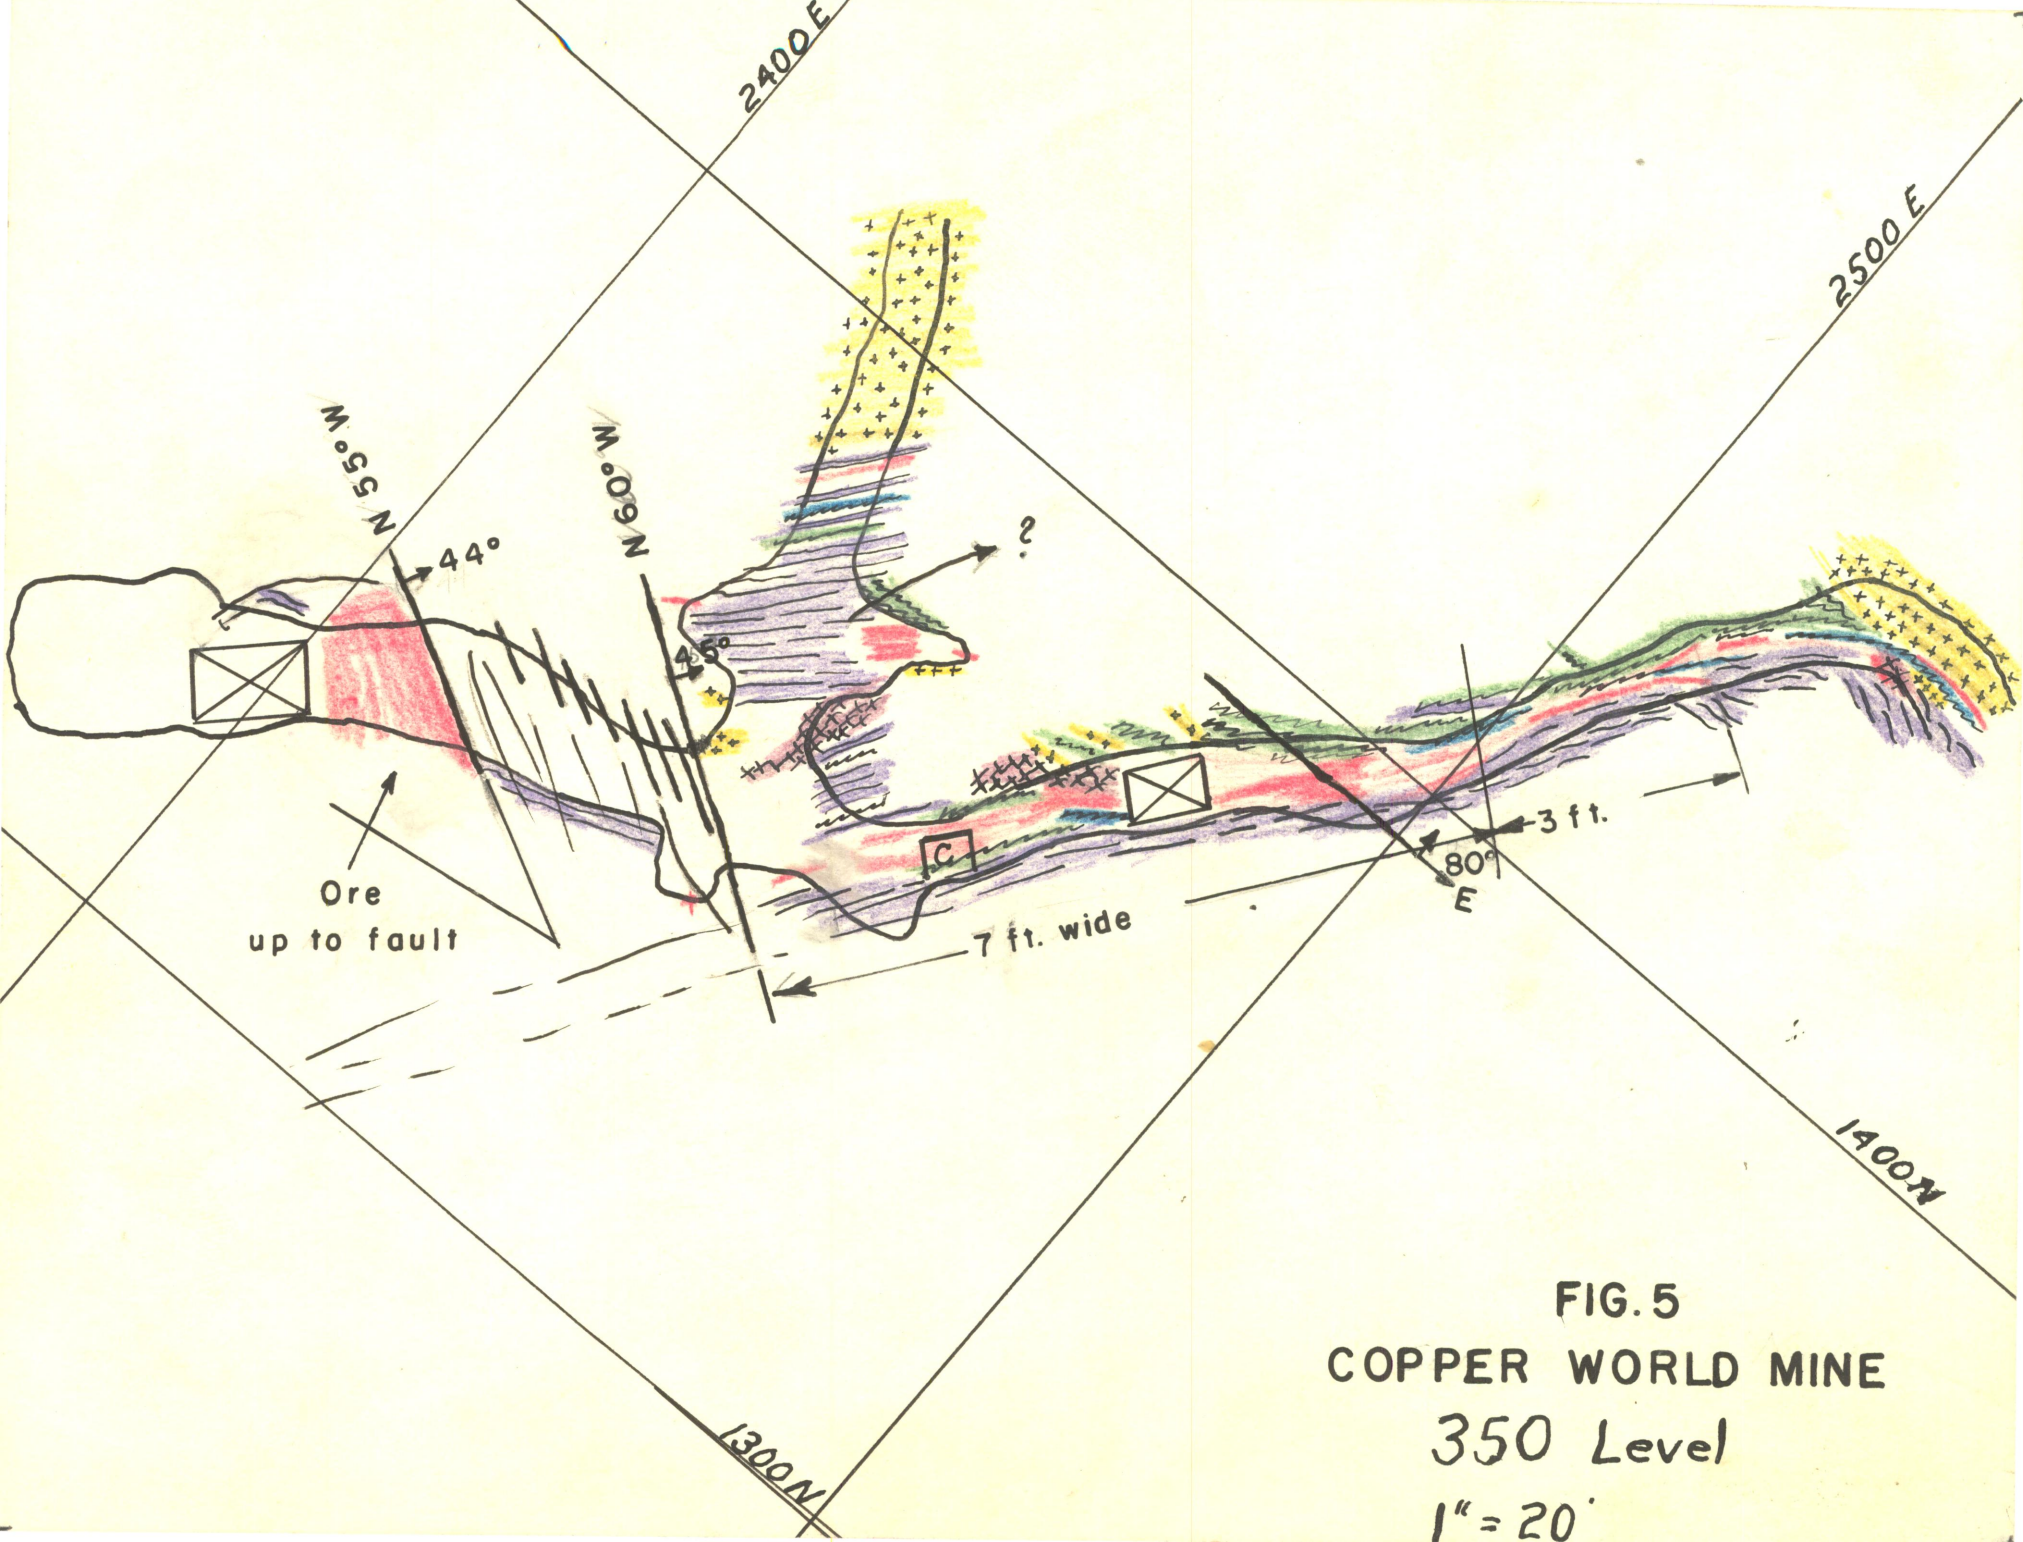 2400 E
2500 E
N 55° W
N 60° W
44°
?
45°
C
3 ft.
80°
E
Ore
up to fault
7 ft. wide
1400 N
1300 N
FIG. 5
COPPER WORLD MINE
350 Level
1" = 20'